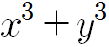 x³ + y³